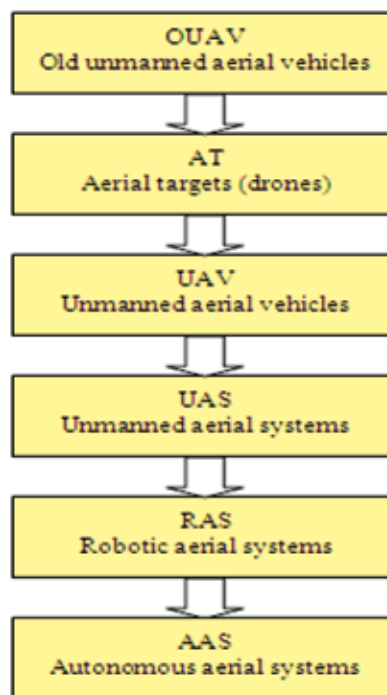 OUAV
Old unmanned aerial vehicles
AT
Aerial targets (drones)
UAV
Unmanned aerial vehicles
UAS
Unmanned aerial systems
RAS
Robotic aerial systems
AAS
Autonomous aerial systems